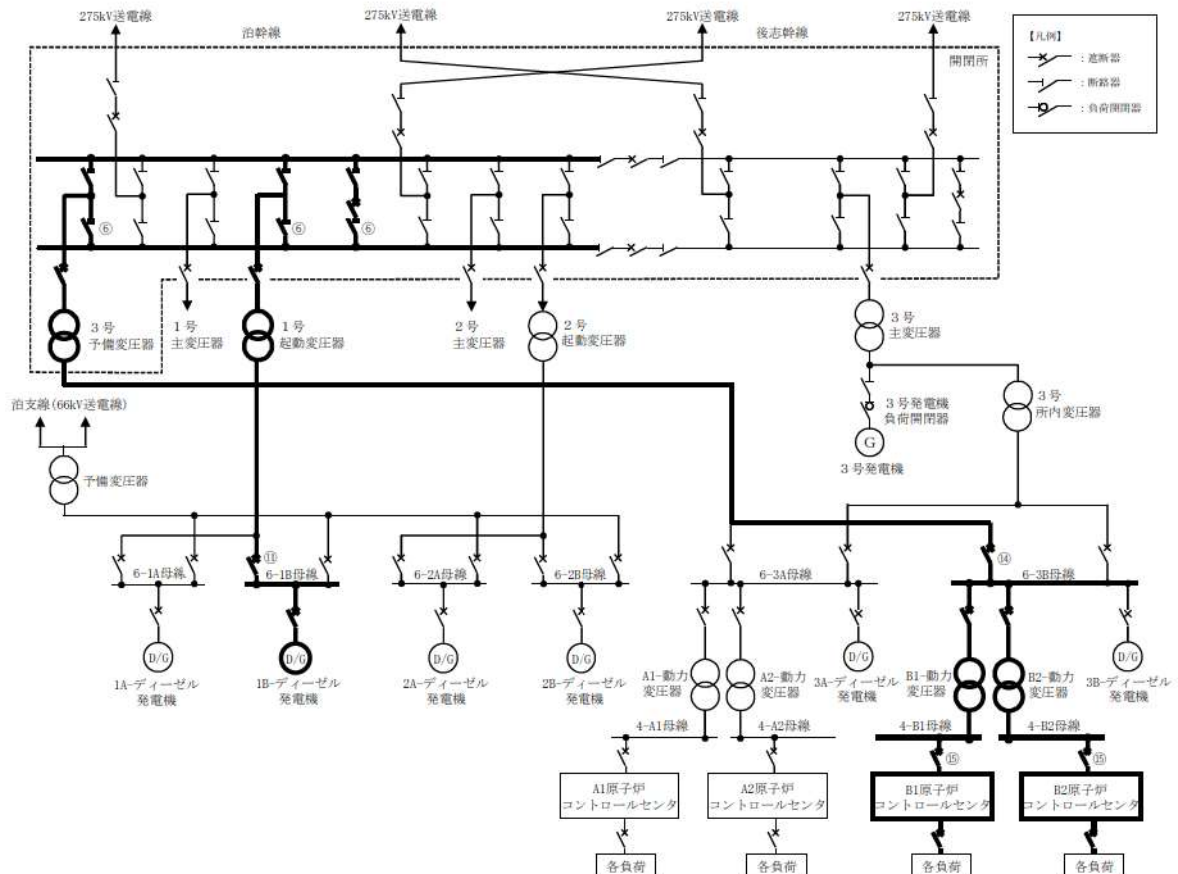 275kV送電線
275kV送電線
275kV送電線
275kV送電線
泊幹線
後志幹線
【凡例】
：遮断器
：断路器
：負荷開閉器
開閉所
⑥
⑥
⑥
3号
予備変圧器
1号
主変圧器
1号
起動変圧器
2号
主変圧器
2号
起動変圧器
3号
主変圧器
泊支線(66kV送電線)
予備変圧器
3号発電機
負荷開閉器
G
3号発電機
3号
所内変圧器
⑪
⑭
6-1A母線
6-1B母線
6-2A母線
6-2B母線
6-3A母線
6-3B母線
D/G
D/G
D/G
D/G
D/G
D/G
1A-ディーゼル
発電機
1B-ディーゼル
発電機
2A-ディーゼル
発電機
2B-ディーゼル
発電機
A1-動力
変圧器
A2-動力
変圧器
3A-ディーゼル
発電機
B1-動力
変圧器
B2-動力
変圧器
3B-ディーゼル
発電機
4-A1母線
4-A2母線
4-B1母線
4-B2母線
⑮
⑮
A1原子炉
コントロールセンタ
A2原子炉
コントロールセンタ
B1原子炉
コントロールセンタ
B2原子炉
コントロールセンタ
各負荷
各負荷
各負荷
各負荷